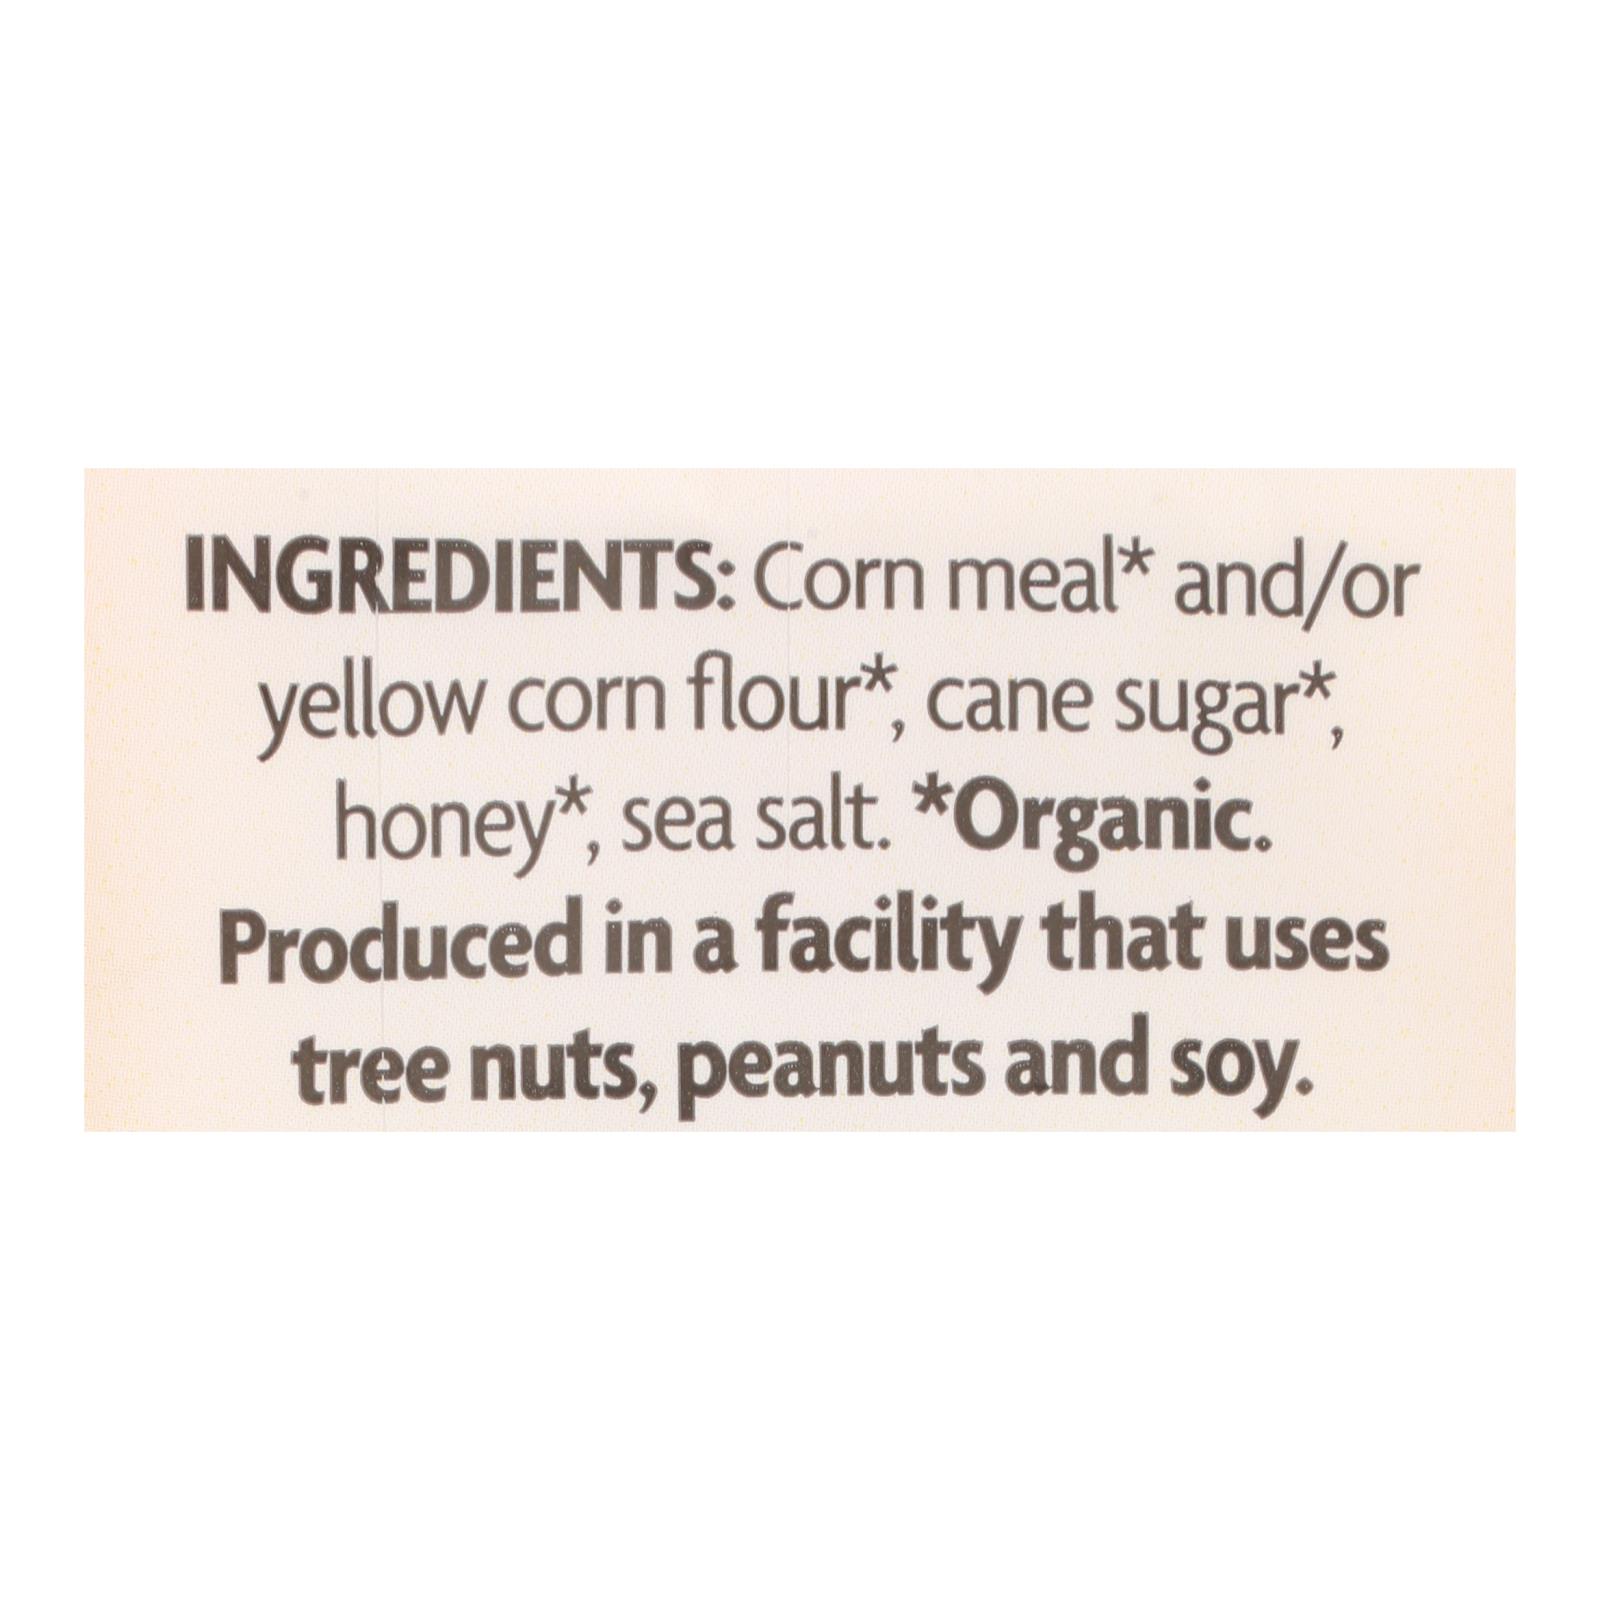 INGREDIENTS: Corn meal* and/or
yellow corn flour*, cane sugar*,
honey*, sea salt. *Organic.
Produced in a facility that uses
tree nuts, peanuts and soy.